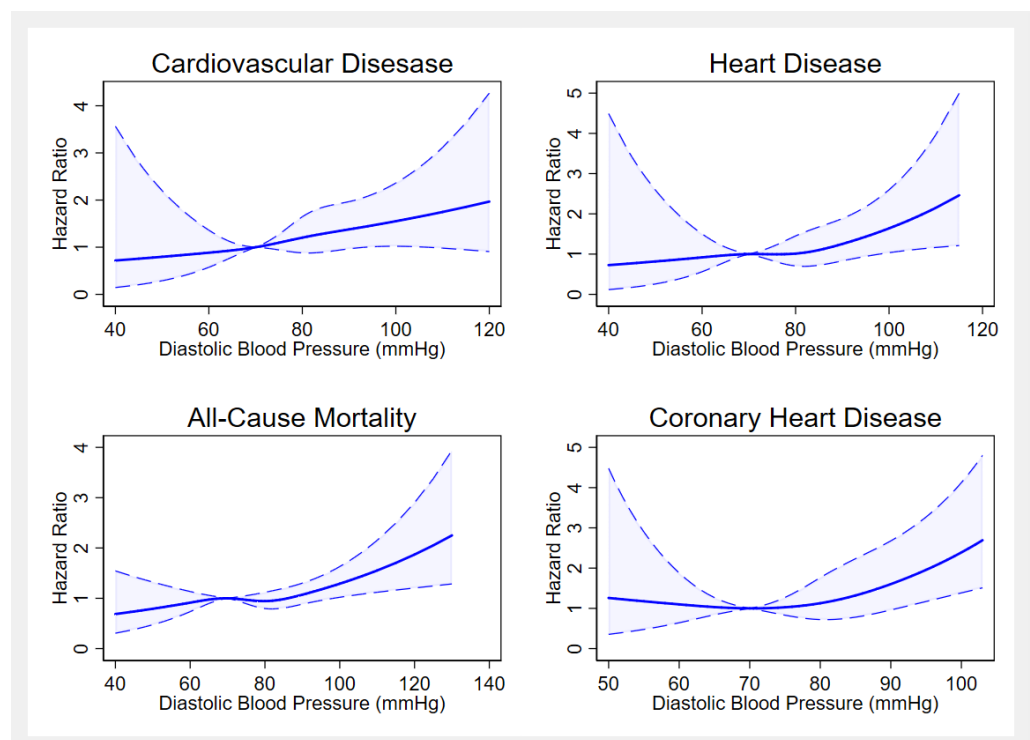 Cardiovascular Disesase
Hazard Ratio
0
1
2
3
4
40 60 80 100 120
Diastolic Blood Pressure (mmHg)
Heart Disease
Hazard Ratio
0
1
2
3
4
5
40 60 80 100 120
Diastolic Blood Pressure (mmHg)
All-Cause Mortality
Hazard Ratio
0
1
2
3
4
40 60 80 100 120 140
Diastolic Blood Pressure (mmHg)
Coronary Heart Disease
Hazard Ratio
0
1
2
3
4
5
50 60 70 80 90 100
Diastolic Blood Pressure (mmHg)